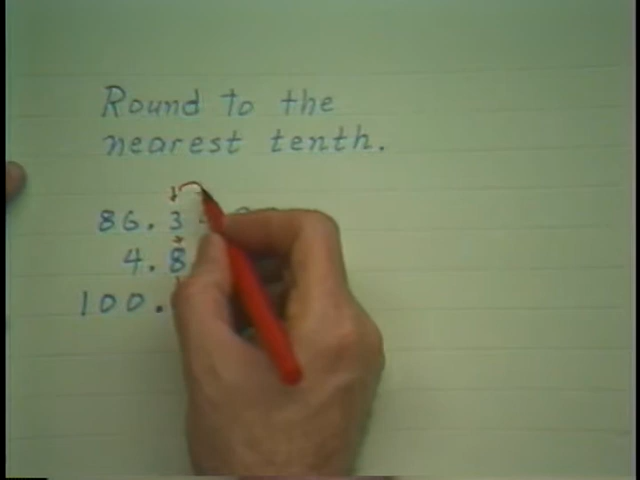 Round to the
nearest tenth.
86.3
4.8
100.